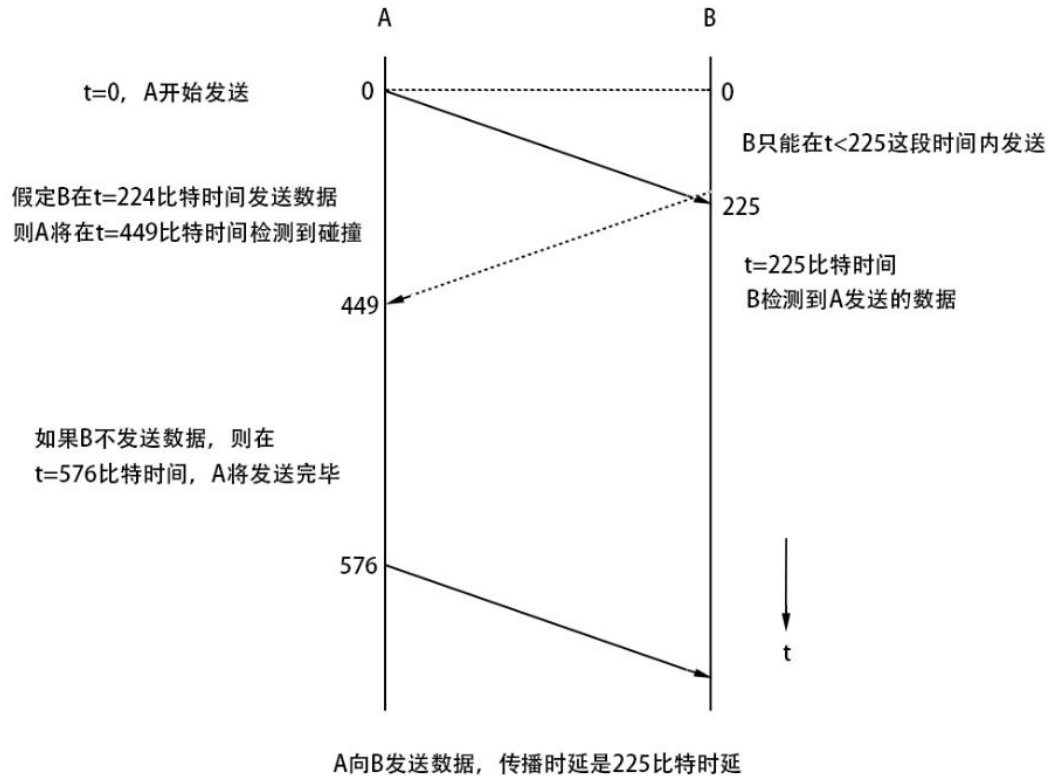 A
B
t=0, A开始发送
0
0
B只能在t<225这段时间内发送
假定B在t=224比特时间发送数据
则A将在t=449比特时间检测到碰撞
225
t=225比特时间
B检测到A发送的数据
449
如果B不发送数据, 则在
t=576比特时间, A将发送完毕
576
t
A向B发送数据, 传播时延是225比特时延